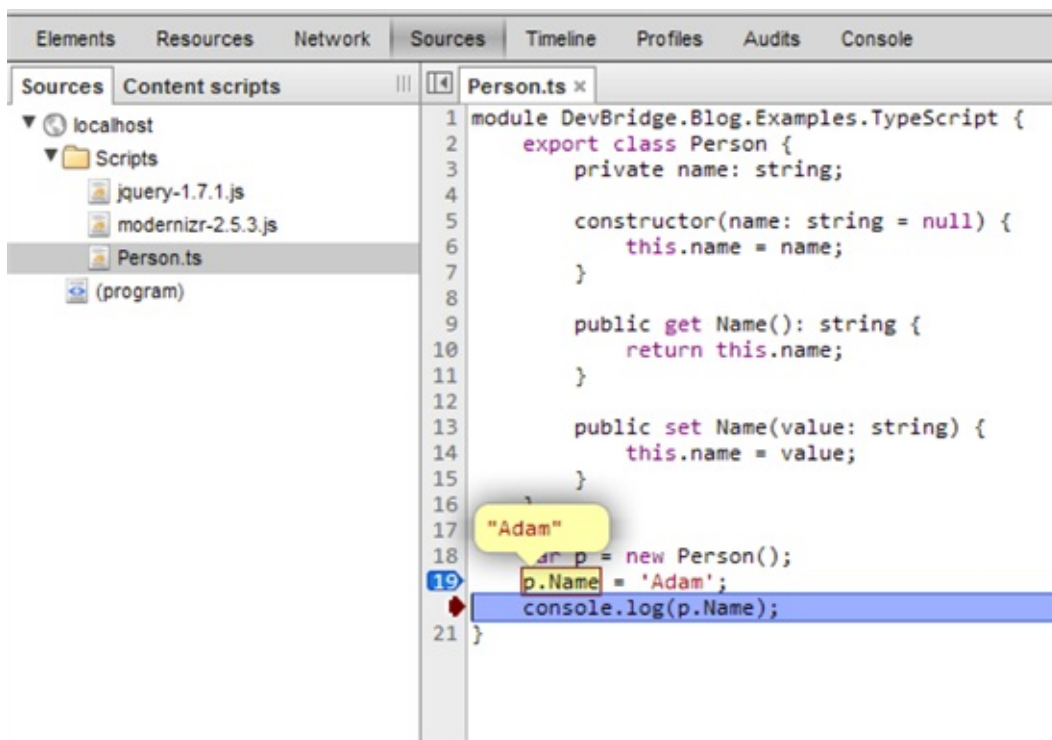 Elements Resources Network Sources Timeline Profiles Audits Console
Sources Content scripts
Person.ts ×
localhost
Scripts
jquery-1.7.1.js
modernizr-2.5.3.js
Person.ts
(program)
1 module DevBridge.Blog.Examples.TypeScript {
2 export class Person {
3 private name: string;
4
5 constructor(name: string = null) {
6 this.name = name;
7 }
8
9 public get Name(): string {
10 return this.name;
11 }
12
13 public set Name(value: string) {
14 this.name = value;
15 }
16 }
17
"Adam"
18 var p = new Person();
19 p.Name = 'Adam';
console.log(p.Name);
21 }